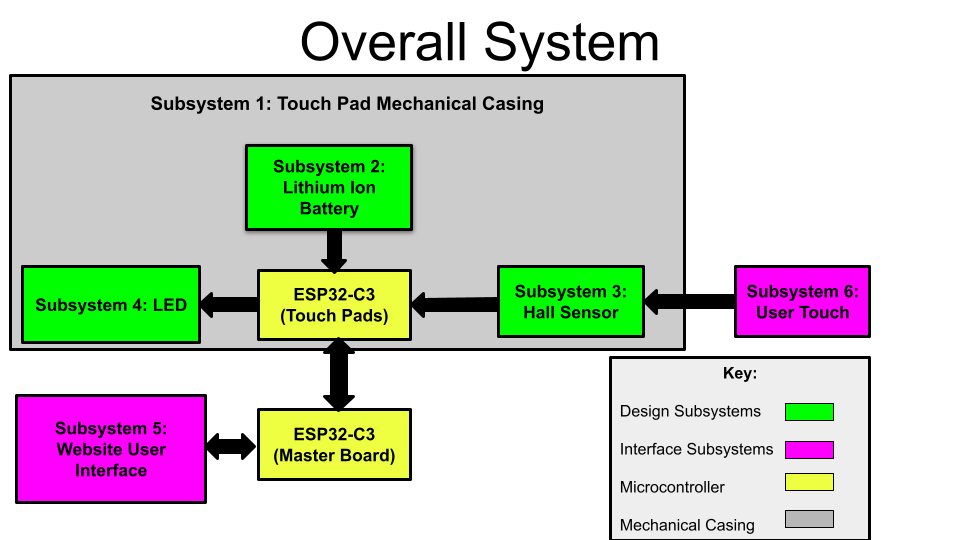 Overall System
Subsystem 1: Touch Pad Mechanical Casing
Subsystem 2:
Lithium Ion
Battery
Subsystem 4: LED
ESP32-C3
(Touch Pads)
Subsystem 3:
Hall Sensor
Subsystem 6:
User Touch
Subsystem 5:
Website User
Interface
ESP32-C3
(Master Board)
Key:
Design Subsystems
Interface Subsystems
Microcontroller
Mechanical Casing